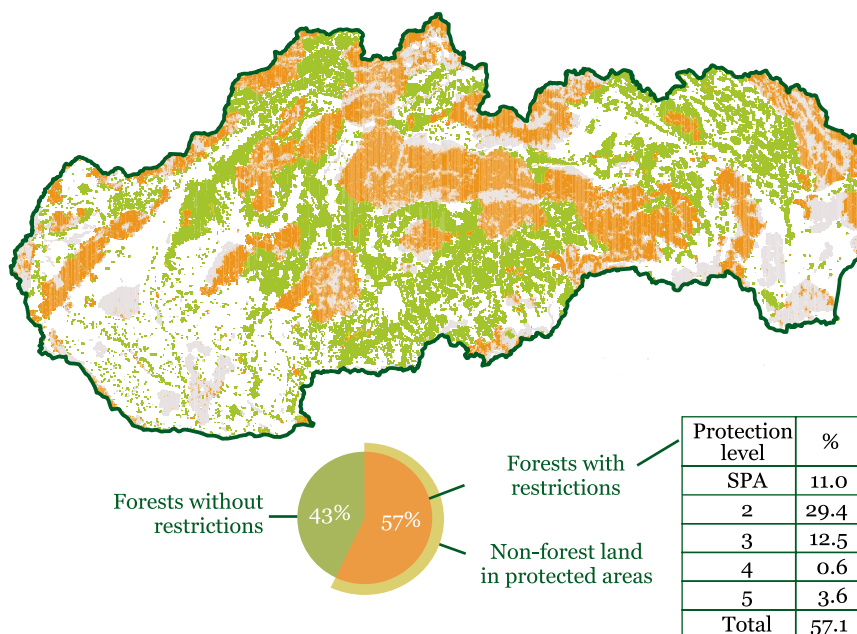 Forests without
restrictions
43%
57%
Forests with
restrictions
Non-forest land
in protected areas
Protection
level
%
SPA 11.0
2 29.4
3 12.5
4 0.6
5 3.6
Total 57.1